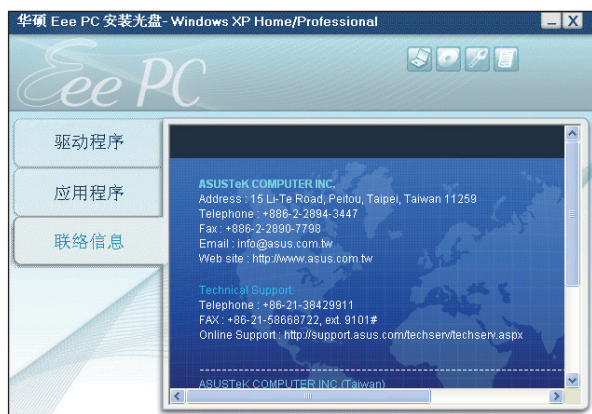 华硕 Eee PC 安装光盘- Windows XP Home/Professional
Eee PC
驱动程序
应用程序
联络信息
ASUSTeK COMPUTER INC.
Address : 15 Li-Te Road, Peitou, Taipei, Taiwan 11259
Telephone : +886-2-2894-3447
Fax : +886-2-2890-7798
Email : info@asus.com.tw
Web site : http://www.asus.com.tw
Technical Support
Telephone : +86-21-38429911
FAX : +86-21-58668722, ext. 9101#
Online Support : http://support.asus.com/techserv/techserv.aspx
--------------------------------------------------------------------
ASUSTeK COMPUTER INC.(Taiwan)